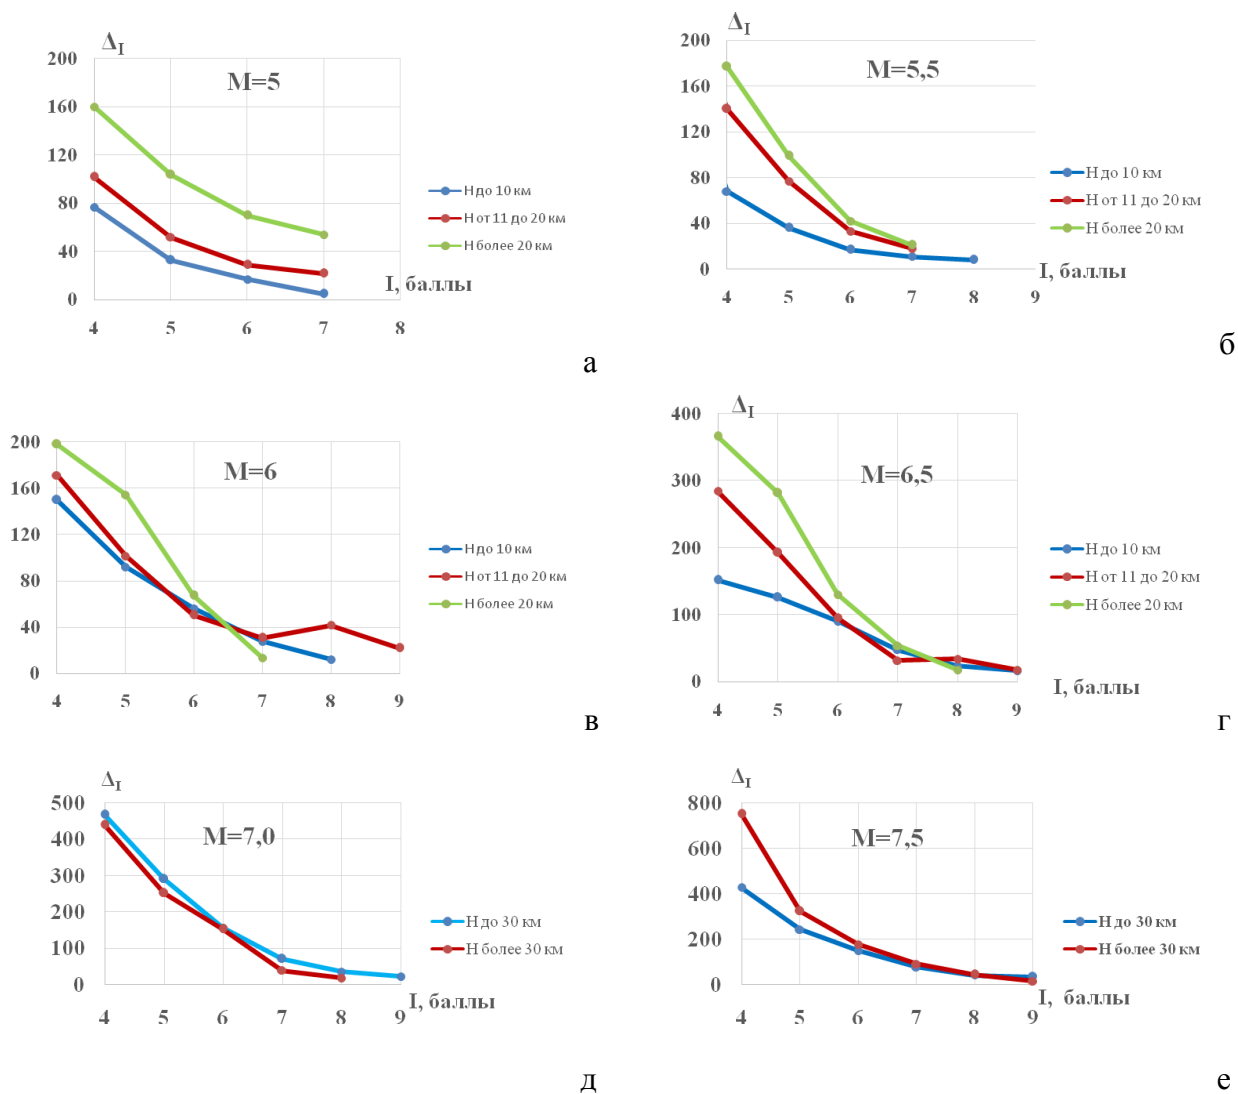 Δ_I
200
160
120
80
40
0
M=5
I, баллы
4 5 6 7 8
H до 10 км
H от 11 до 20 км
H более 20 км
а
Δ_I
200
160
120
80
40
0
M=5,5
I, баллы
4 5 6 7 8 9
H до 10 км
H от 11 до 20 км
H более 20 км
б
200
160
120
80
40
0
M=6
4 5 6 7 8 9
H до 10 км
H от 11 до 20 км
H более 20 км
в
Δ_I
400
300
200
100
0
M=6,5
I, баллы
4 5 6 7 8 9
H до 10 км
H от 11 до 20 км
H более 20 км
г
Δ_I
500
400
300
200
100
0
M=7,0
I, баллы
4 5 6 7 8 9
H до 30 км
H более 30 км
д
Δ_I
800
600
400
200
0
M=7,5
I, баллы
4 5 6 7 8 9
H до 30 км
H более 30 км
е